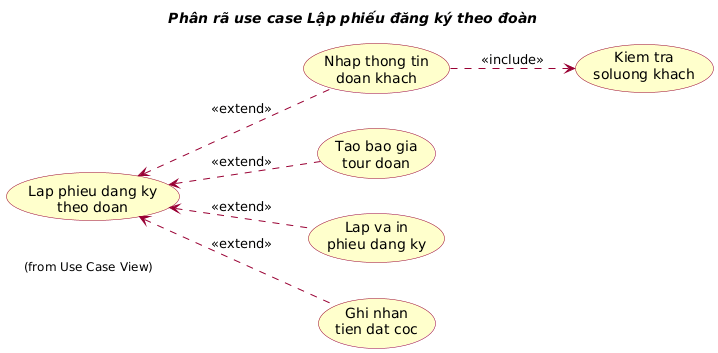 Phân rã use case Lập phiếu đăng ký theo đoàn
Nhap thong tin
doan khach
«include»
Kiem tra
soluong khach
«extend»
Tao bao gia
tour doan
«extend»
Lap phieu dang ky
theo doan
(from Use Case View)
«extend»
Lap va in
phieu dang ky
«extend»
Ghi nhan
tien dat coc